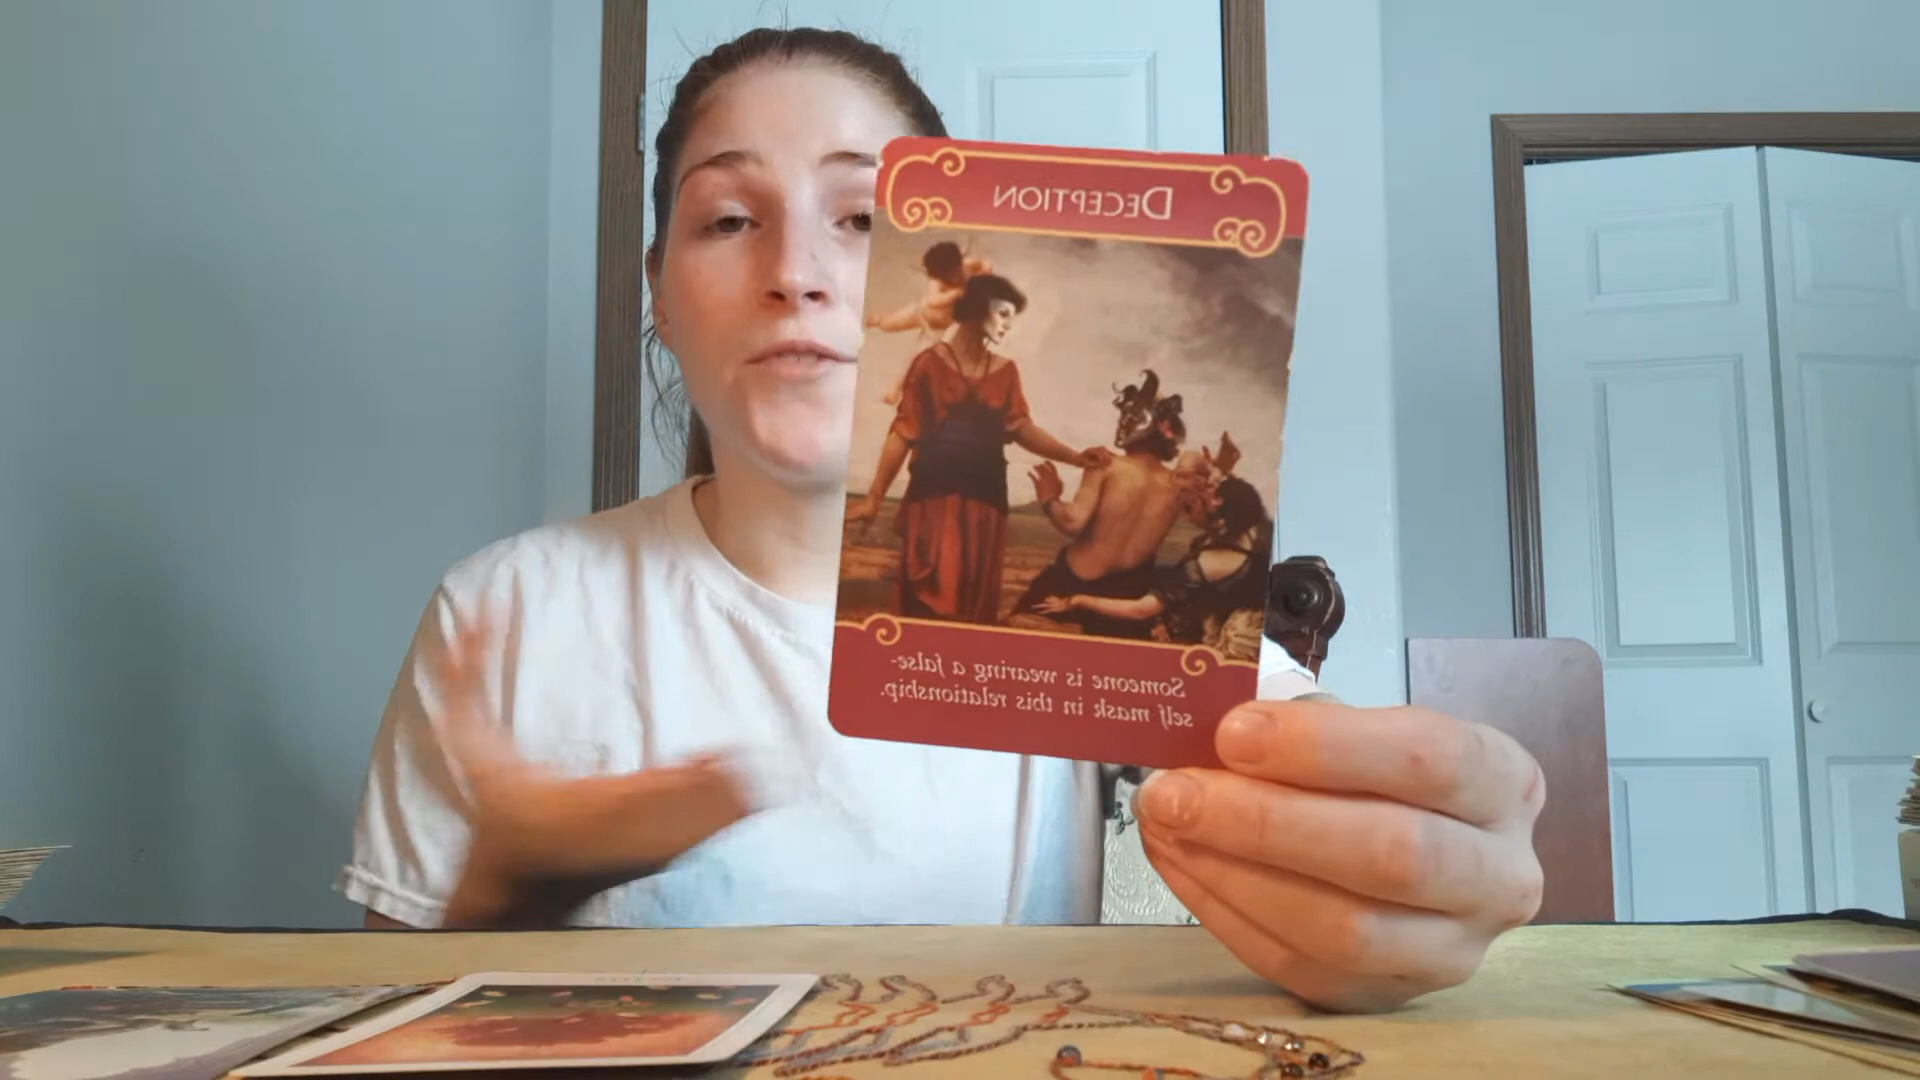 DECEPTION
Someone is wearing a false-
self mask in this relationship.